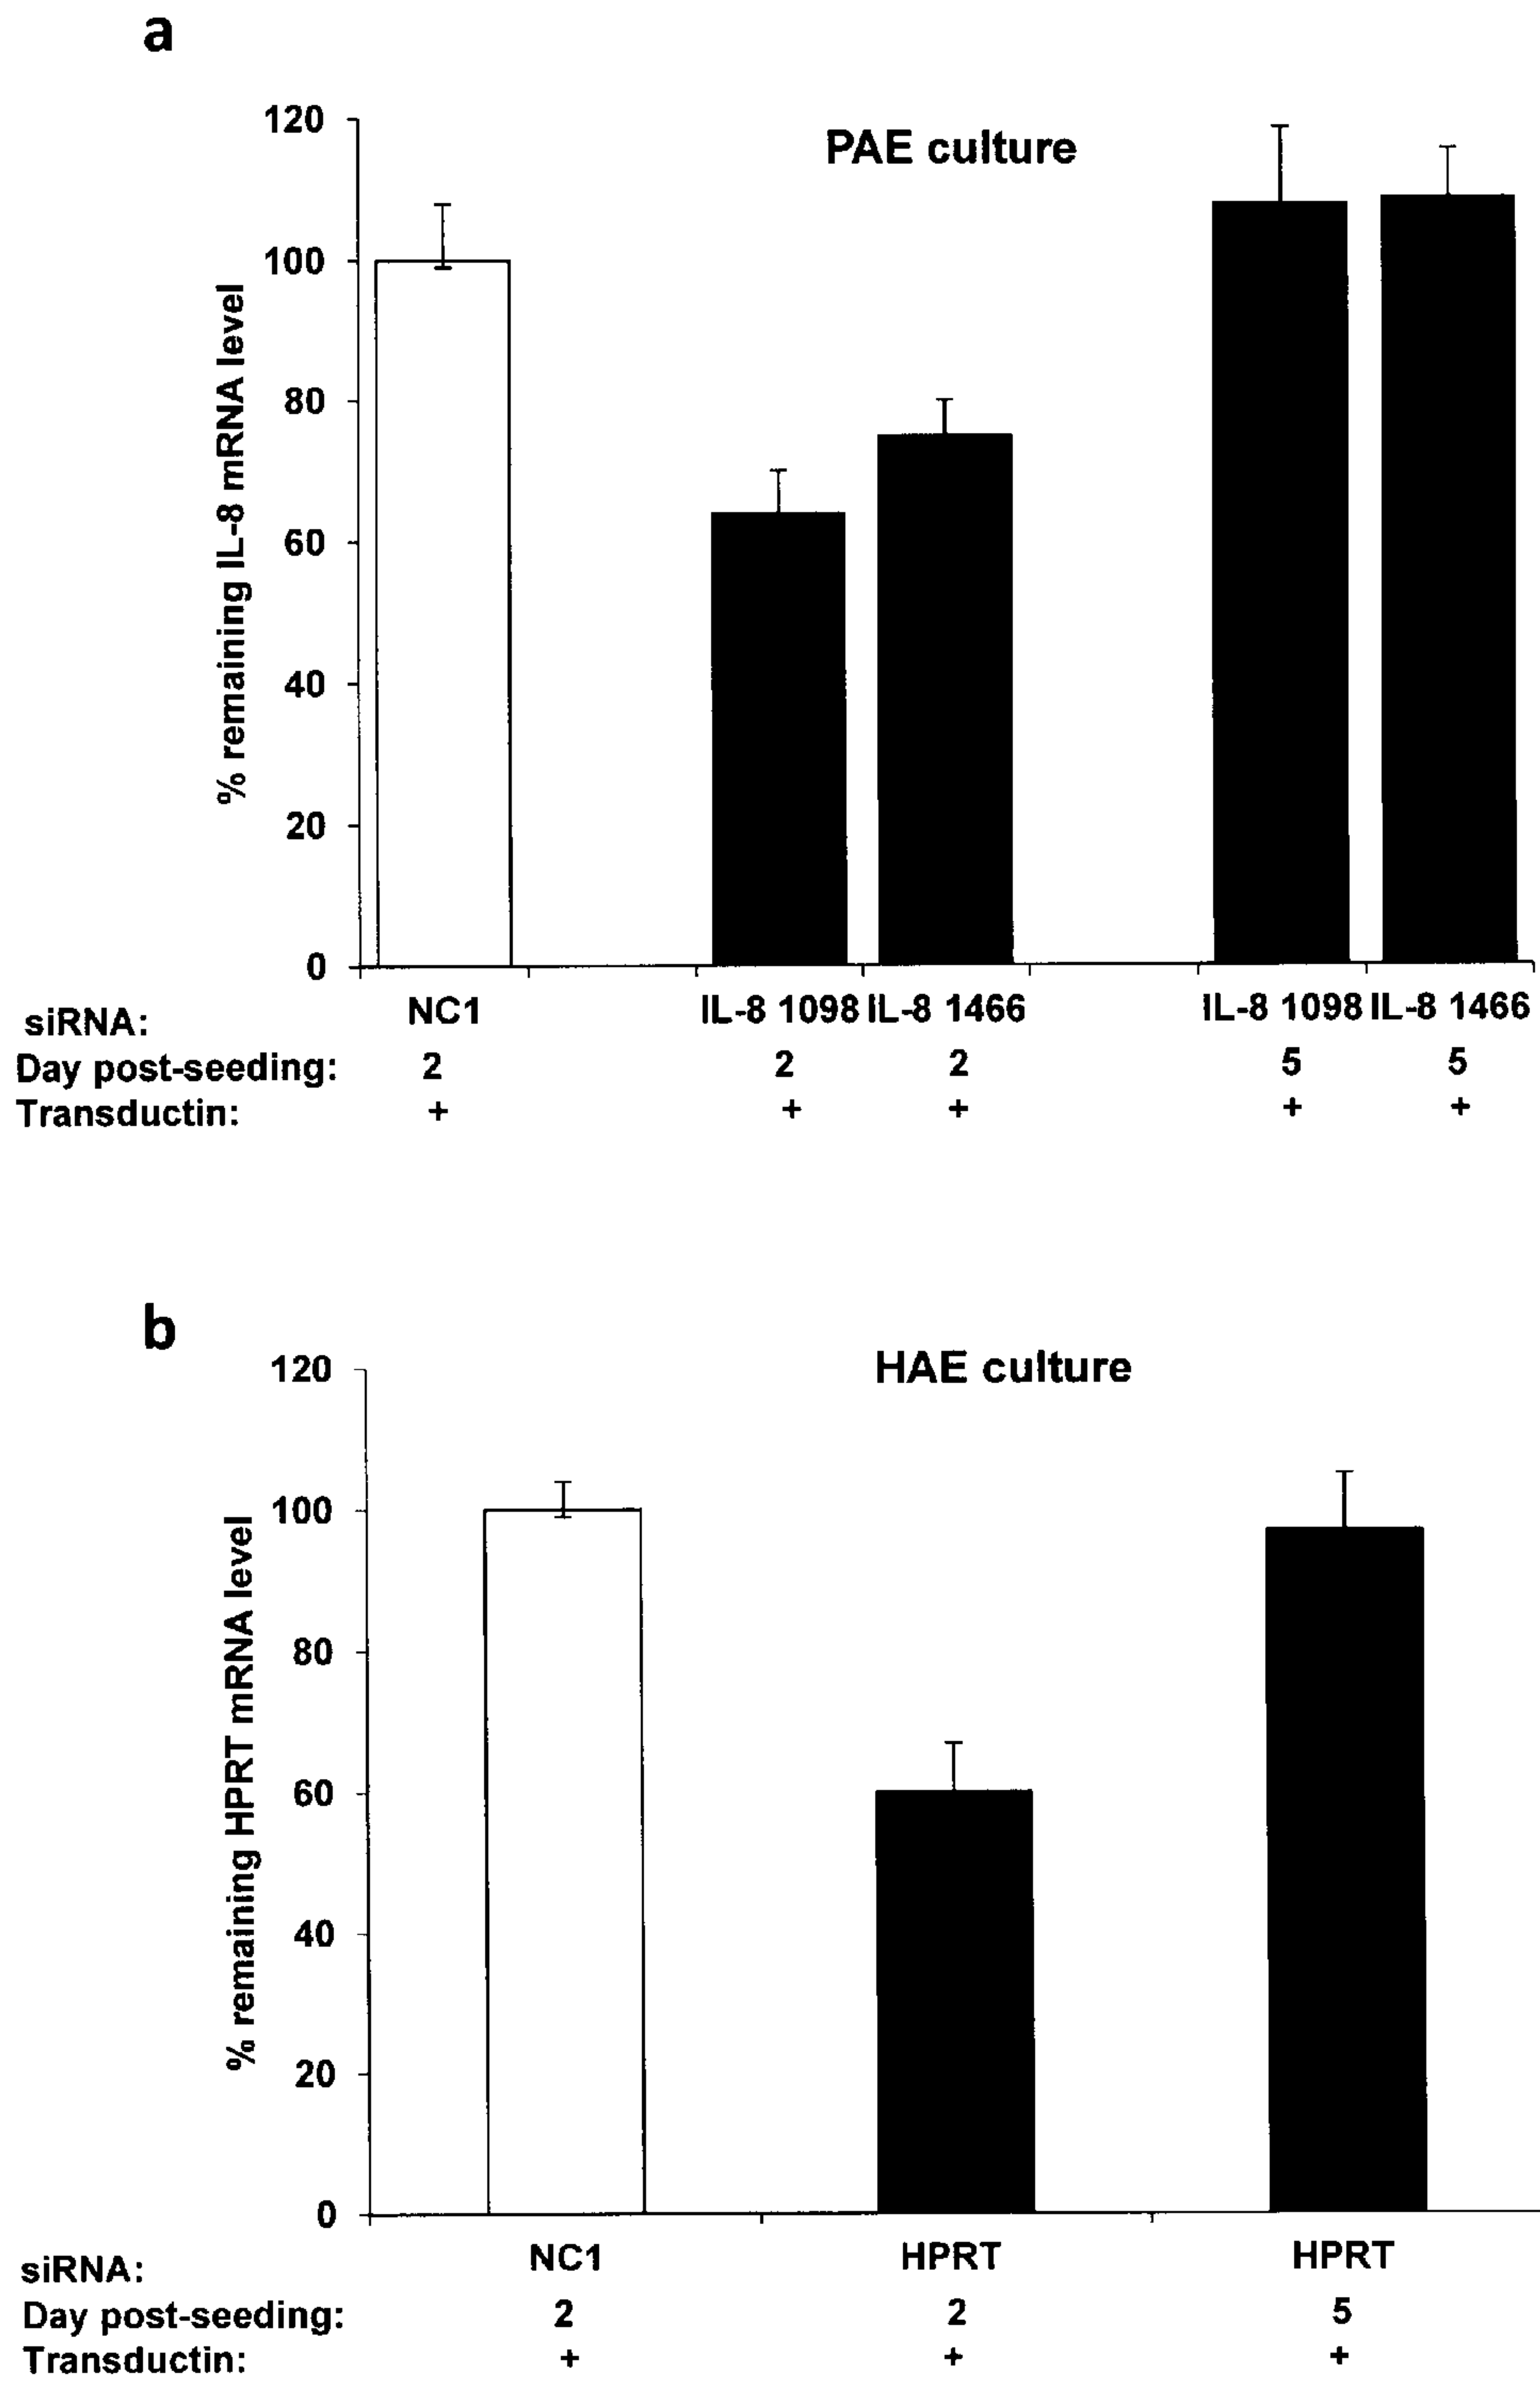 a
PAE culture
% remaining IL-8 mRNA level
120
100
80
60
40
20
0
siRNA: NC1 IL-8 1098 IL-8 1466 IL-8 1098 IL-8 1466
Day post-seeding: 2 2 2 5 5
Transductin: + + + + +
b
HAE culture
% remaining HPRT mRNA level
120
100
80
60
40
20
0
siRNA: NC1 HPRT HPRT
Day post-seeding: 2 2 5
Transductin: + + +